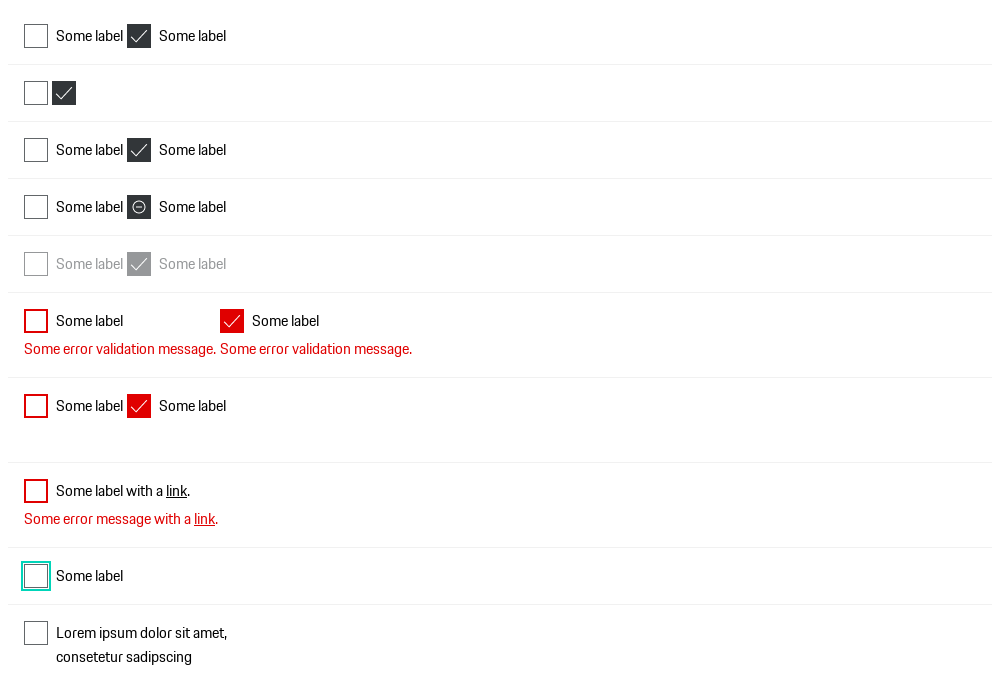 Some label Some label
Some label Some label
Some label Some label
Some label Some label
Some label Some label
Some error validation message. Some error validation message.
Some label Some label
Some label with a link.
Some error message with a link.
Some label
Lorem ipsum dolor sit amet,
consetetur sadipscing